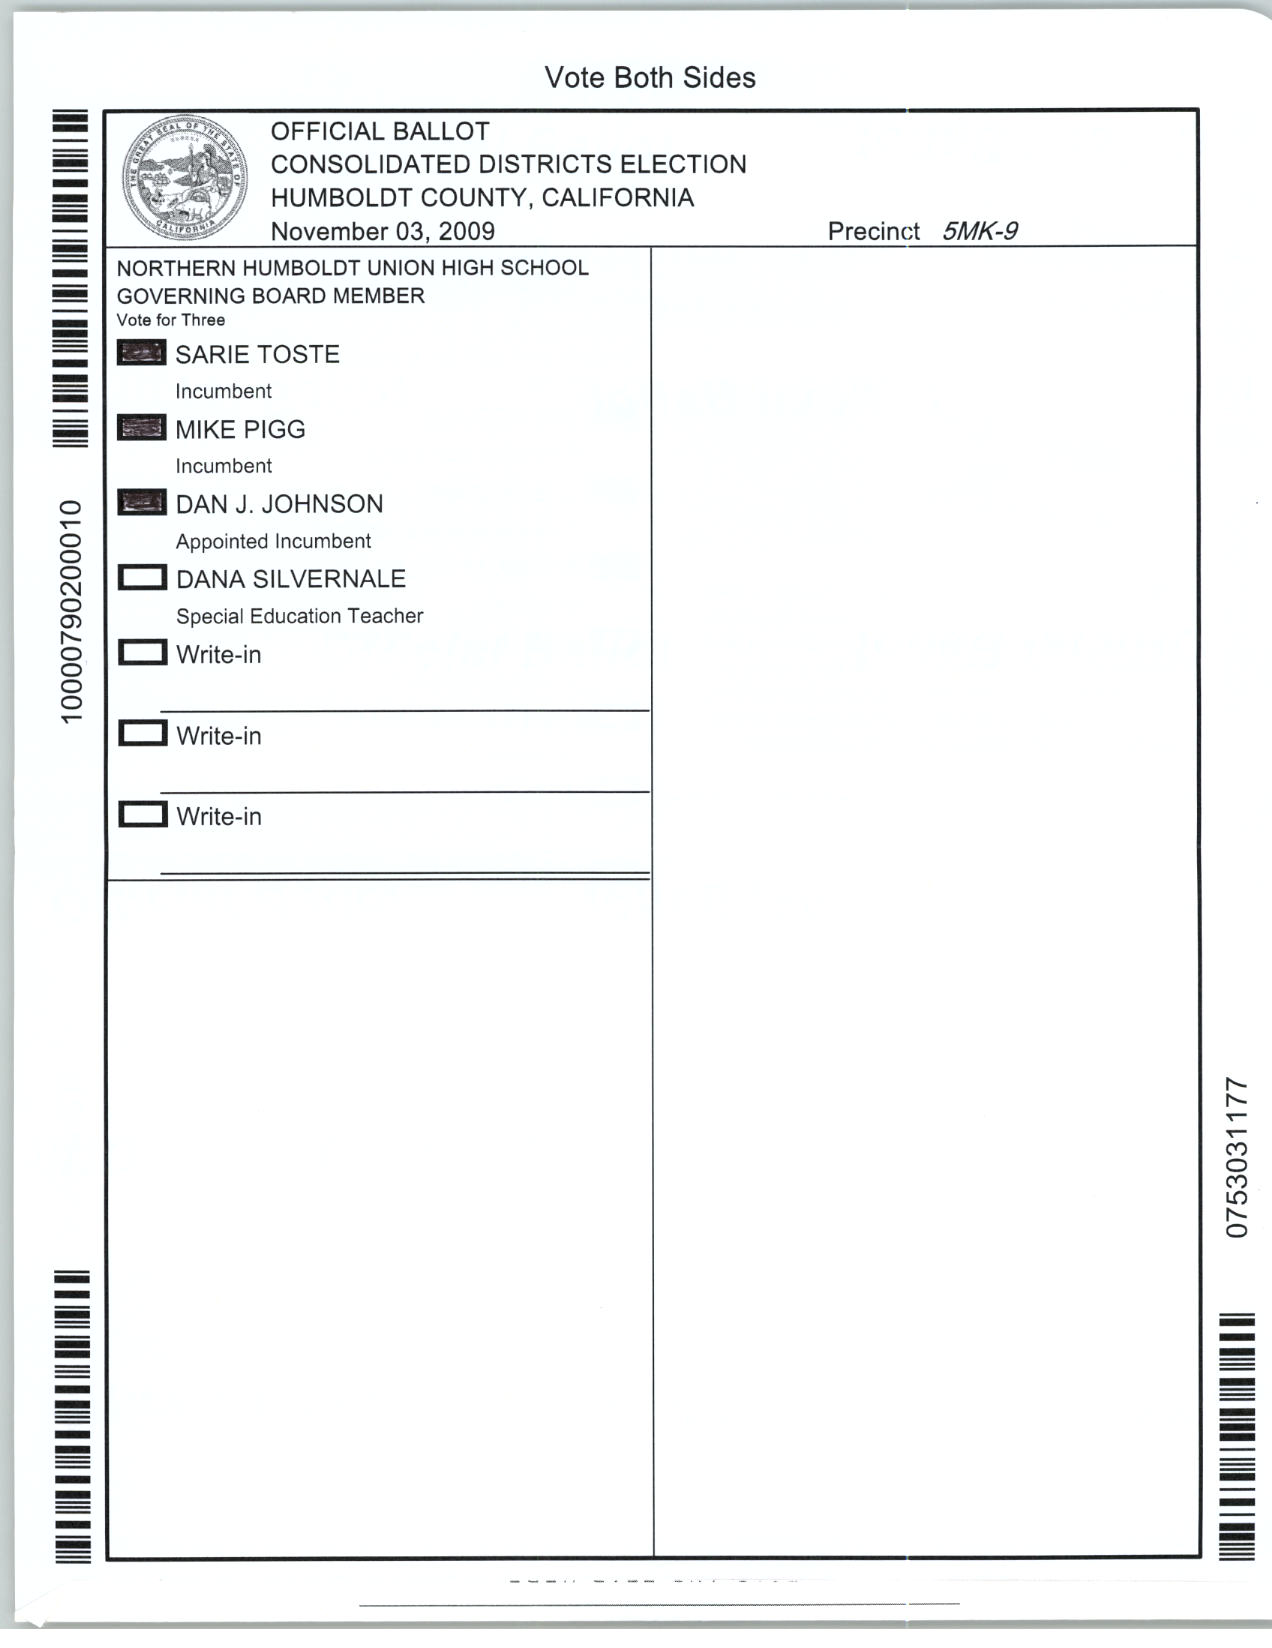 Vote Both Sides
THE GREAT SEAL OF THE STATE OF CALIFORNIA
EUREKA
OFFICIAL BALLOT
CONSOLIDATED DISTRICTS ELECTION
HUMBOLDT COUNTY, CALIFORNIA
November 03, 2009
Precinct 5MK-9
NORTHERN HUMBOLDT UNION HIGH SCHOOL
GOVERNING BOARD MEMBER
Vote for Three
SARIE TOSTE
Incumbent
MIKE PIGG
Incumbent
DAN J. JOHNSON
Appointed Incumbent
DANA SILVERNALE
Special Education Teacher
Write-in
Write-in
Write-in
10000790200010
0753031177